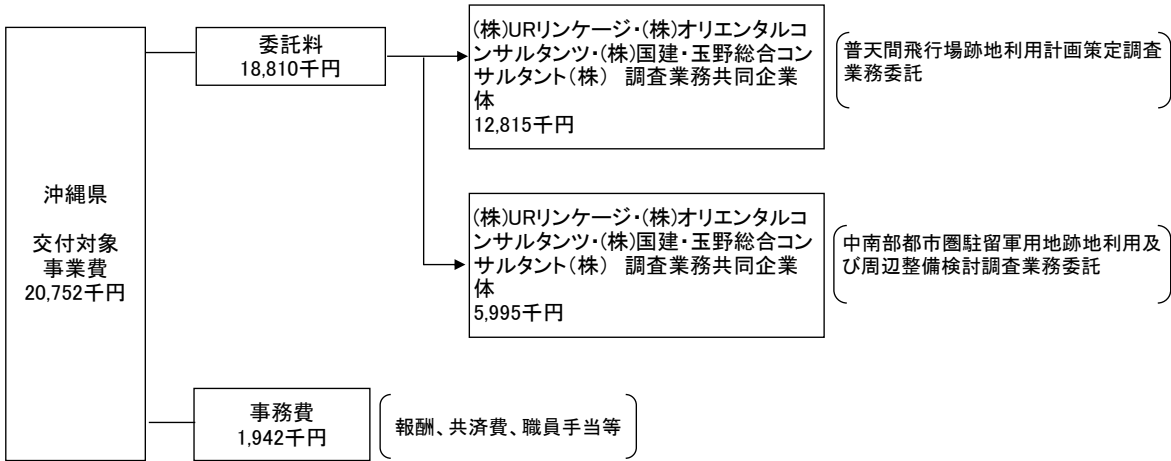 沖縄県
交付対象
事業費
20,752千円
委託料
18,810千円
(株)URリンケージ・(株)オリエンタルコ
ンサルタンツ・(株)国建・玉野総合コン
サルタント(株)　調査業務共同企業
体
12,815千円
普天間飛行場跡地利用計画策定調査
業務委託
(株)URリンケージ・(株)オリエンタルコ
ンサルタンツ・(株)国建・玉野総合コン
サルタント(株)　調査業務共同企業
体
5,995千円
中南部都市圏駐留軍用地跡地利用及
び周辺整備検討調査業務委託
事務費
1,942千円
報酬、共済費、職員手当等